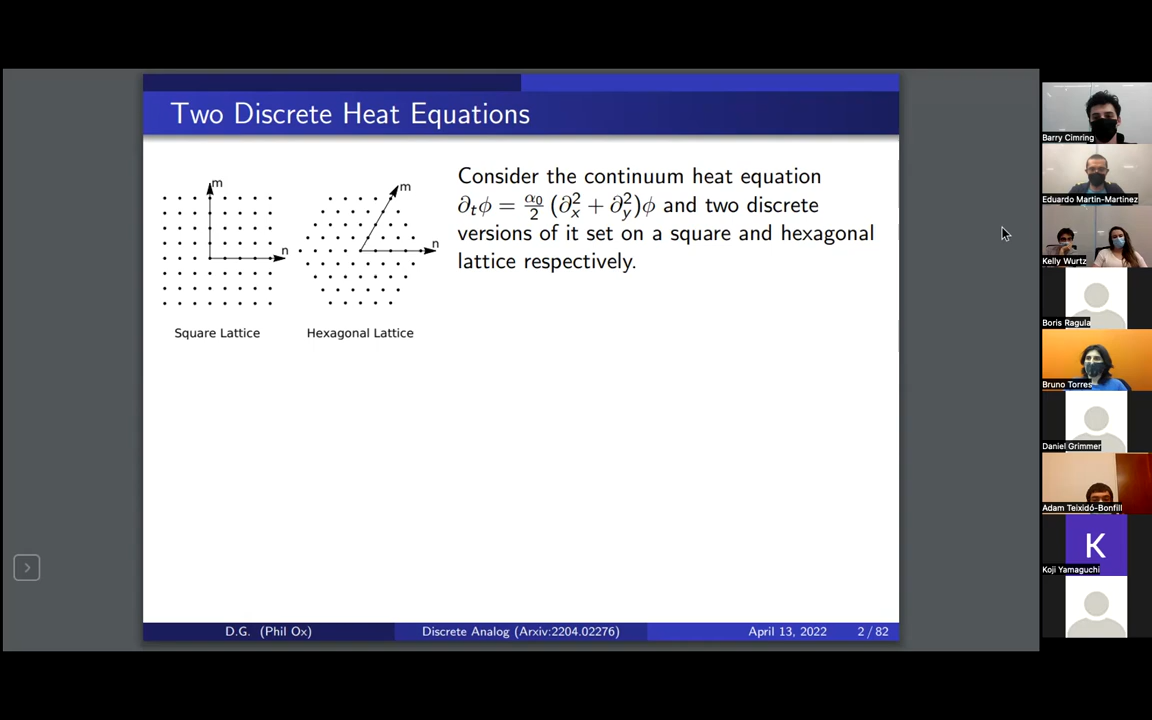 Two Discrete Heat Equations
m
n
Square Lattice
m
n
Hexagonal Lattice
Consider the continuum heat equation
∂ₜϕ = α₀/2 (∂ₓ² + ∂ᵧ²)ϕ and two discrete
versions of it set on a square and hexagonal
lattice respectively.
D.G. (Phil Ox)
Discrete Analog (Arxiv:2204.02276)
April 13, 2022
2 / 82
Barry Cimring
Eduardo Martin-Martinez
Kelly Wurtz
Boris Ragula
Bruno Torres
Daniel Grimmer
Adam Teixidó-Bonfill
K
Koji Yamaguchi